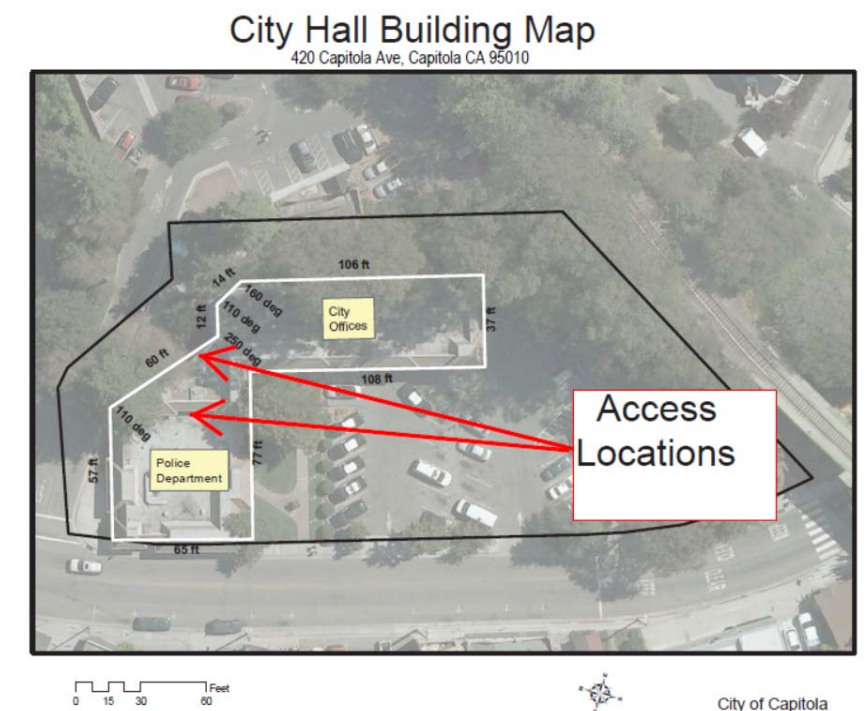 City Hall Building Map
420 Capitola Ave, Capitola CA 95010
106 ft
14 ft
160 deg
12 ft
110 deg
City
Offices
37 ft
250 deg
60 ft
108 ft
Access
Locations
110 deg
77 ft
Police
Department
57 ft
65 ft
Feet
0 15 30 60
City of Capitola